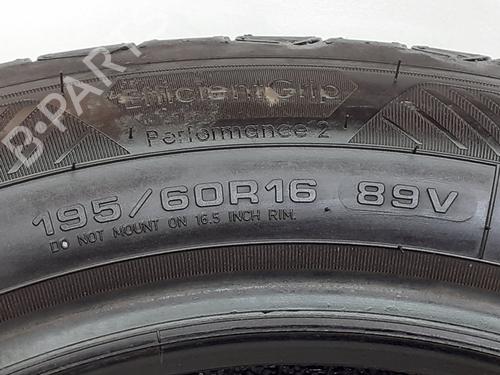 EfficientGrip
Performance 2
195/60R16 89V
DO NOT MOUNT ON 16.5 INCH RIM.
B-PARTS